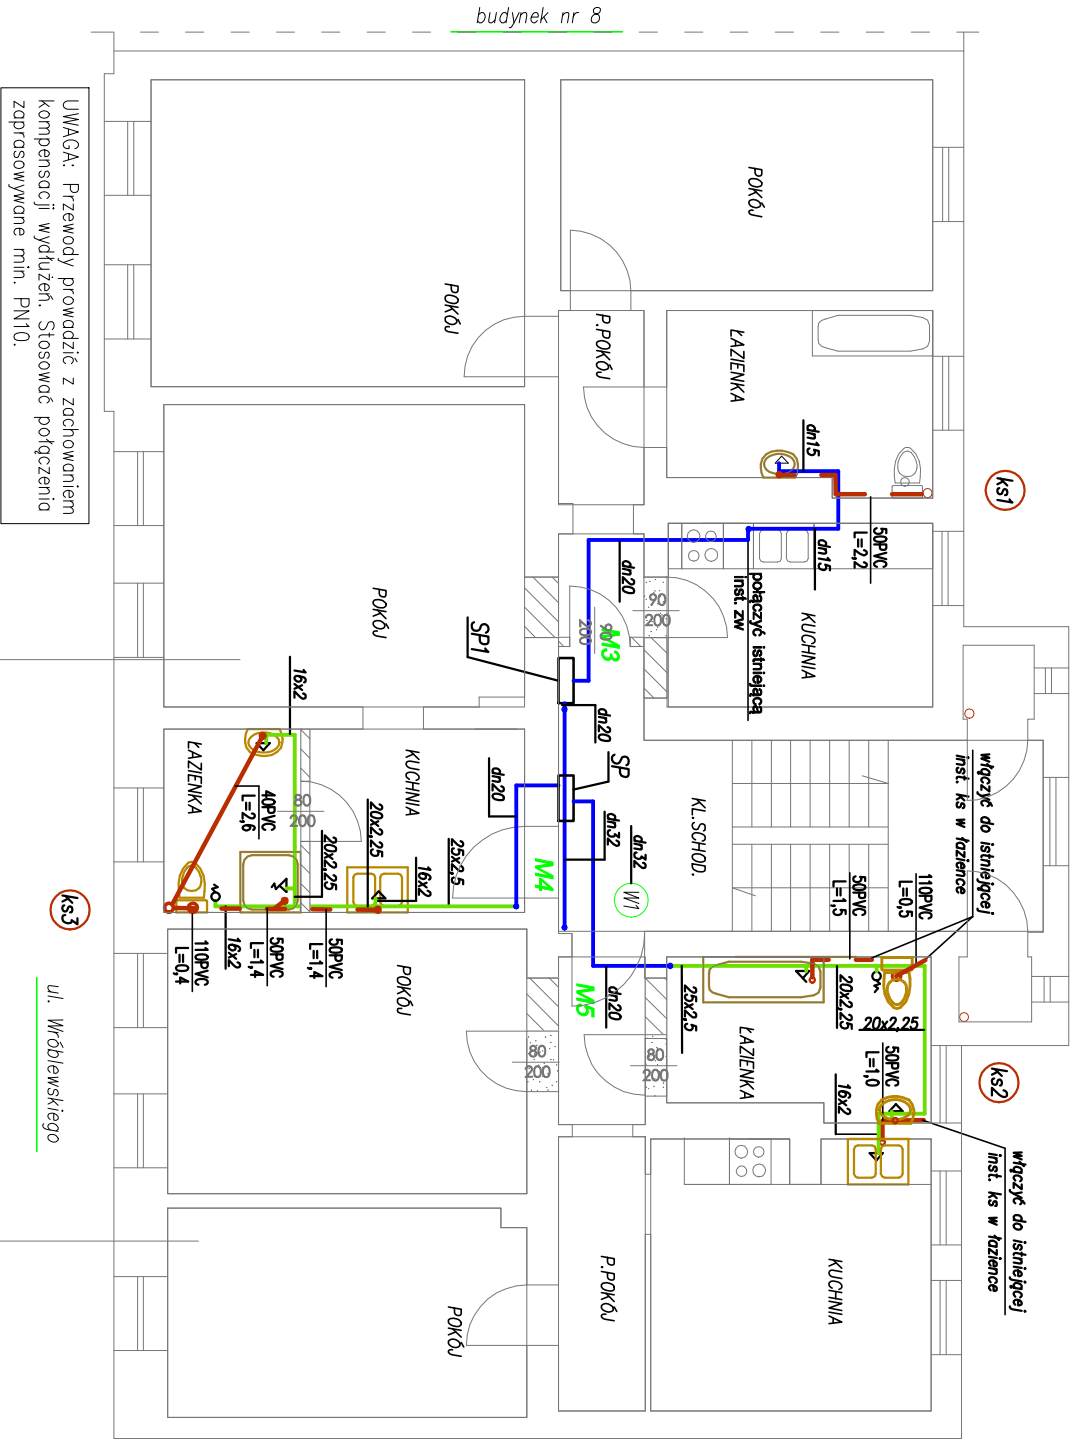 budynek nr 8
POKÓJ
POKÓJ
P.POKÓJ
ŁAZIENKA
dn15
ks1
50PVC
L=2,2
dn15
dn20
połączyć istniejącą
inst. zw
KUCHNIA
90
200
90
200
M3
SP1
POKÓJ
16x2
dn20
SP
dn32
dn32
W1
KL.SCHOD.
włączyć do istniejącej
inst. ks w łazience
ŁAZIENKA
KUCHNIA
40PVC
L=2,6
80
200
20x2,25
20x2,25
dn20
16x2
25x2,5
M4
50PVC
L=1,5
110PVC
L=0,5
ks3
110PVC
L=0,4
16x2
50PVC
L=1,4
50PVC
L=1,4
POKÓJ
M5
dn20
25x2,5
20x2,25
20x2,25
ŁAZIENKA
80
200
80
200
50PVC
L=1,0
16x2
ks2
włączyć do istniejącej
inst. ks w łazience
KUCHNIA
P.POKÓJ
POKÓJ
ul. Wróblewskiego
UWAGA: Przewody prowadzić z zachowaniem
kompensacji wydłużeń. Stosować połączenia
zaprasowywane min. PN10.